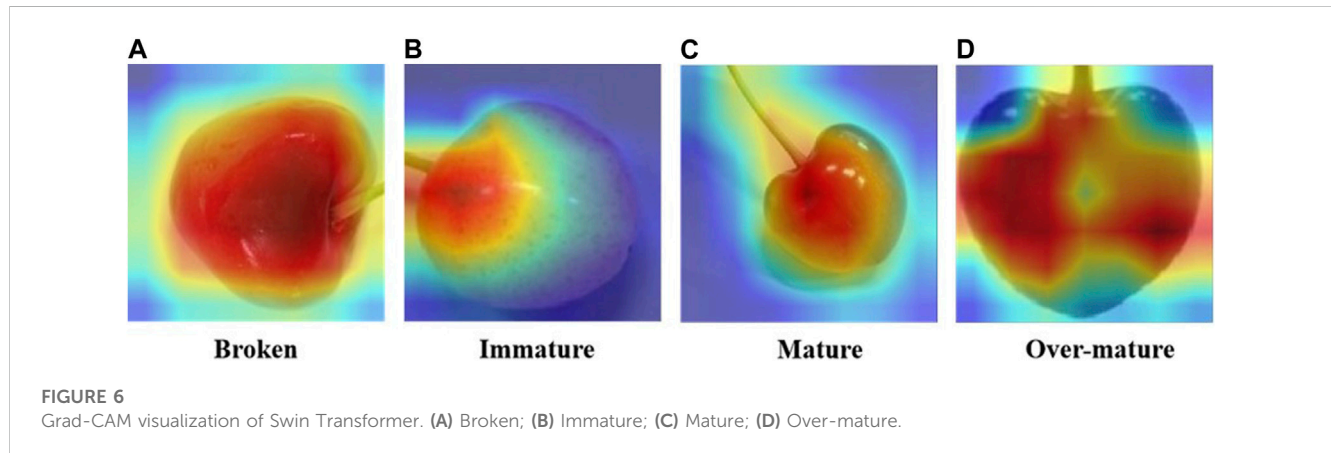 A B C D
Broken Immature Mature Over-mature
FIGURE 6
Grad-CAM visualization of Swin Transformer. (A) Broken; (B) Immature; (C) Mature; (D) Over-mature.